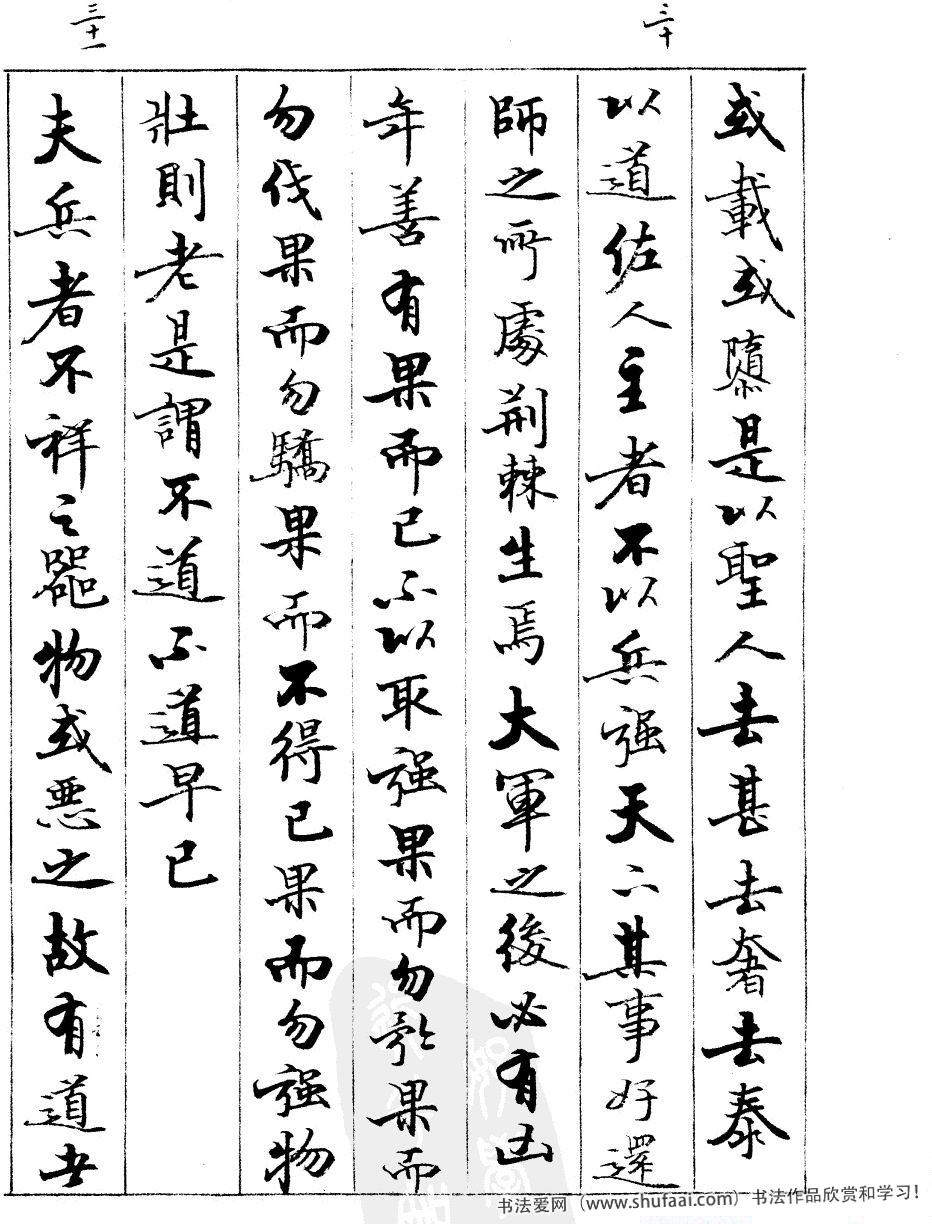 三十
三十一
或載或隳是以聖人去甚去奢去泰
以道佐人主者不以兵强天下其事好還
師之所處荆棘生焉大軍之後必有凶
年善有果而已不以取强果而勿矜果而
勿伐果而勿驕果而不得已果而勿强物
壯則老是謂不道不道早已
夫兵者不祥之器物或惡之故有道者
书法爱网（www.shufaai.com）书法作品欣赏和学习！